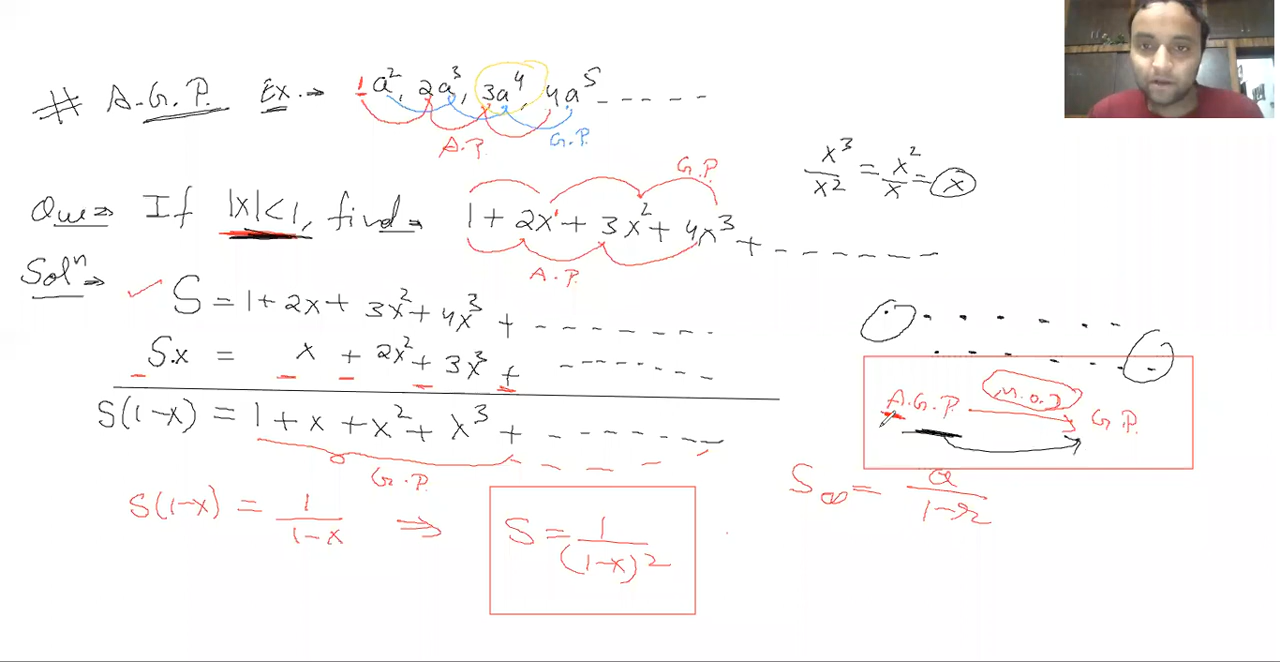 # A.G.P. Ex.→ 1a², 2a³, 3a⁴, 4a⁵ - - - - -
A.P. G.P.
x³/x² = x²/x = x
G.P.
Que⇒ If |x|<1, find→ 1 + 2x¹ + 3x² + 4x³ + - - - - - -
A.P.
Solⁿ⇒ ✓ S = 1 + 2x + 3x² + 4x³ + - - - - - -
S.x = x + 2x² + 3x³ + - - - - - -
S(1-x) = 1 + x + x² + x³ + - - - - - -
G.P.
S(1-x) = 1/(1-x) ⇒ S = 1/(1-x)²
A.G.P. → G.P.
S∞ = a/(1-r)